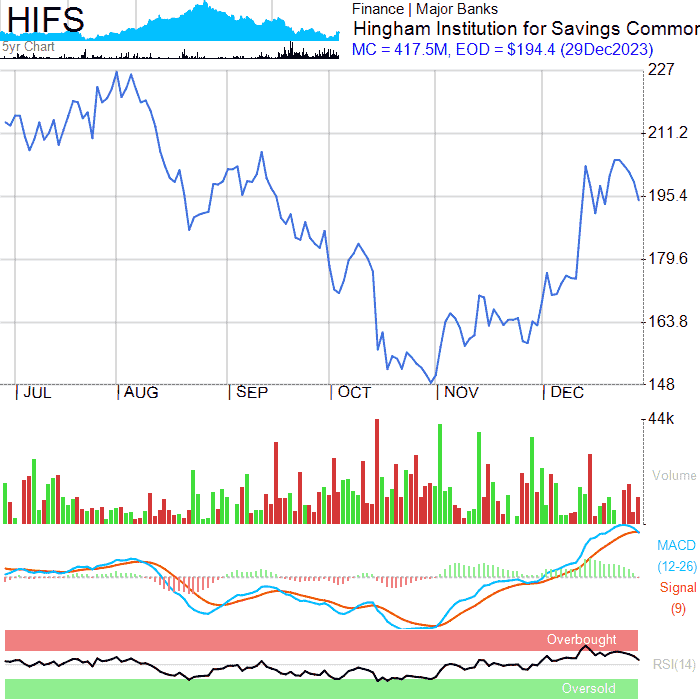 HIFS
5yr Chart
Finance | Major Banks
Hingham Institution for Savings Common
MC = 417.5M, EOD = $194.4 (29Dec2023)
227
211.2
195.4
179.6
163.8
148
JUL AUG SEP OCT NOV DEC
44k
Volume
MACD
(12-26)
Signal
(9)
Overbought
RSI(14)
Oversold